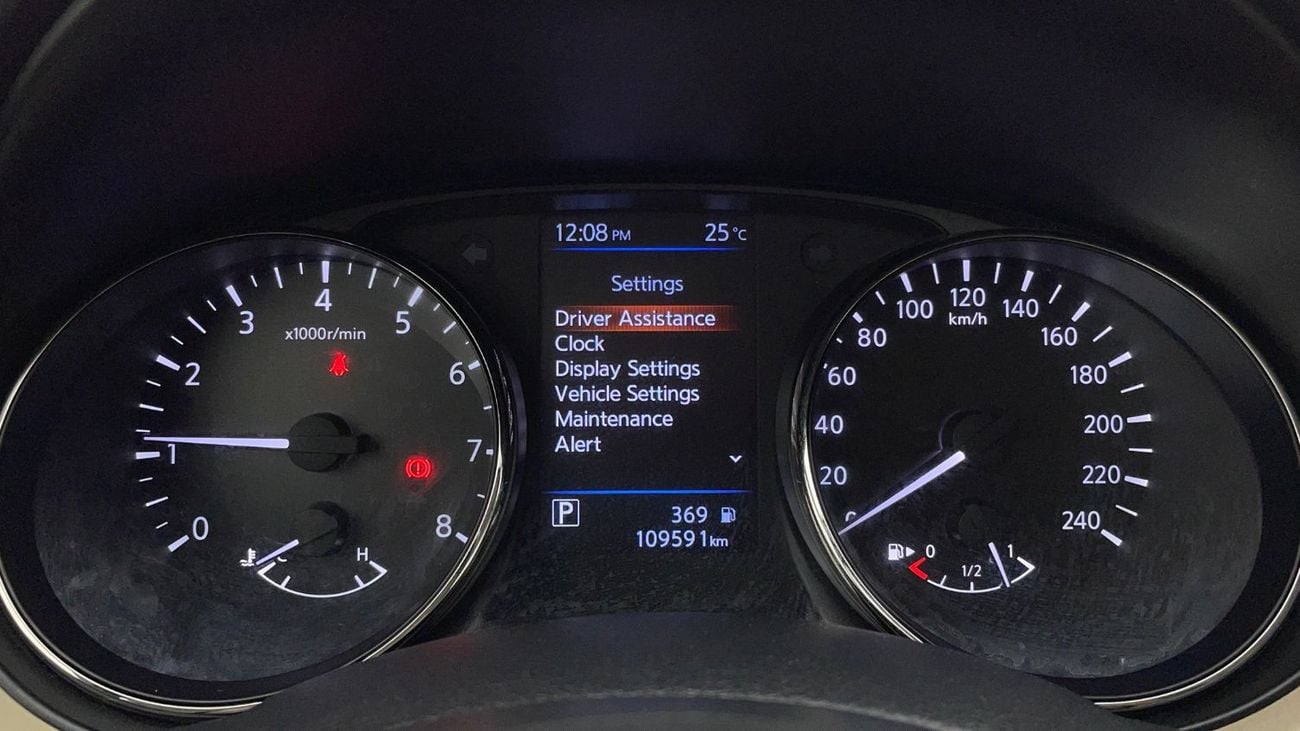 12:08 PM 25°C
Settings
Driver Assistance
Clock
Display Settings
Vehicle Settings
Maintenance
Alert
P 369
109591 km
0 1 2 3 4 5 6 7 8
x1000r/min
C H
0 20 40 60 80 100 120 140 160 180 200 220 240
km/h
0 1/2 1